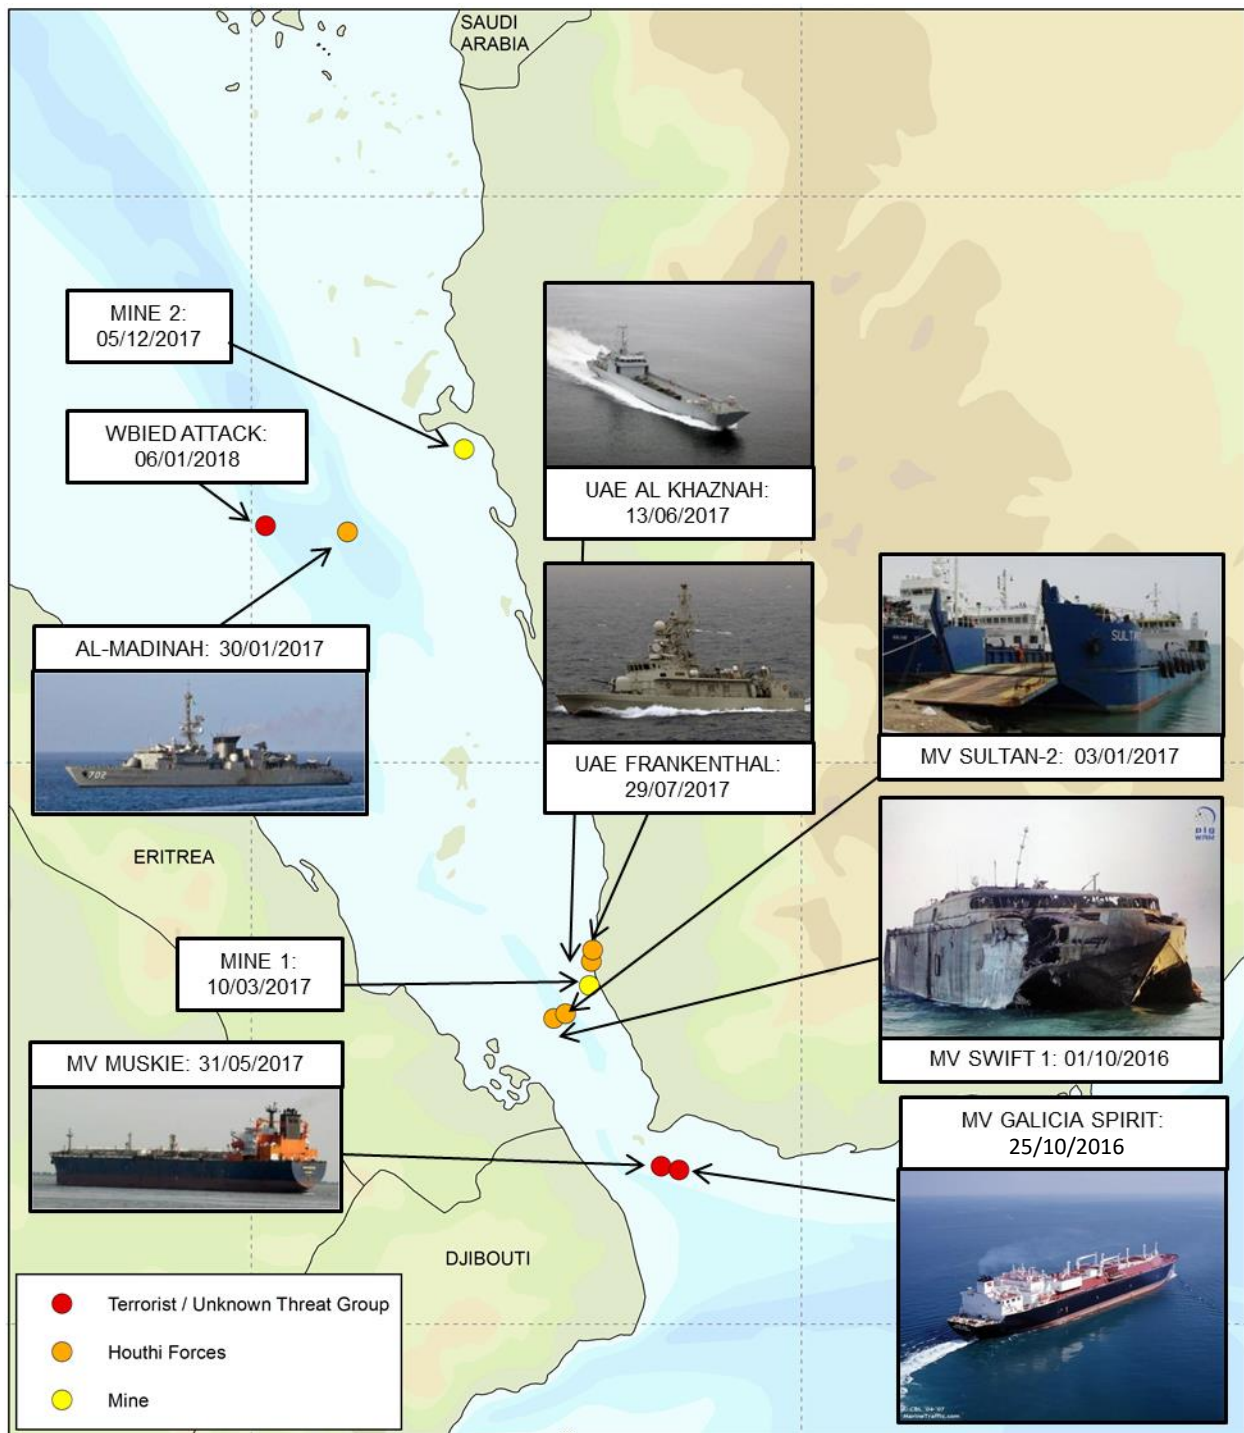 SAUDI
ARABIA
MINE 2:
05/12/2017
WBIED ATTACK:
06/01/2018
UAE AL KHAZNAH:
13/06/2017
AL-MADINAH: 30/01/2017
702
UAE FRANKENTHAL:
29/07/2017
SULTAN
MV SULTAN-2: 03/01/2017
ERITREA
MINE 1:
10/03/2017
MV SWIFT 1: 01/10/2016
MV MUSKIE: 31/05/2017
MV GALICIA SPIRIT:
25/10/2016
DJIBOUTI
Terrorist / Unknown Threat Group
Houthi Forces
Mine
MarineTraffic.com